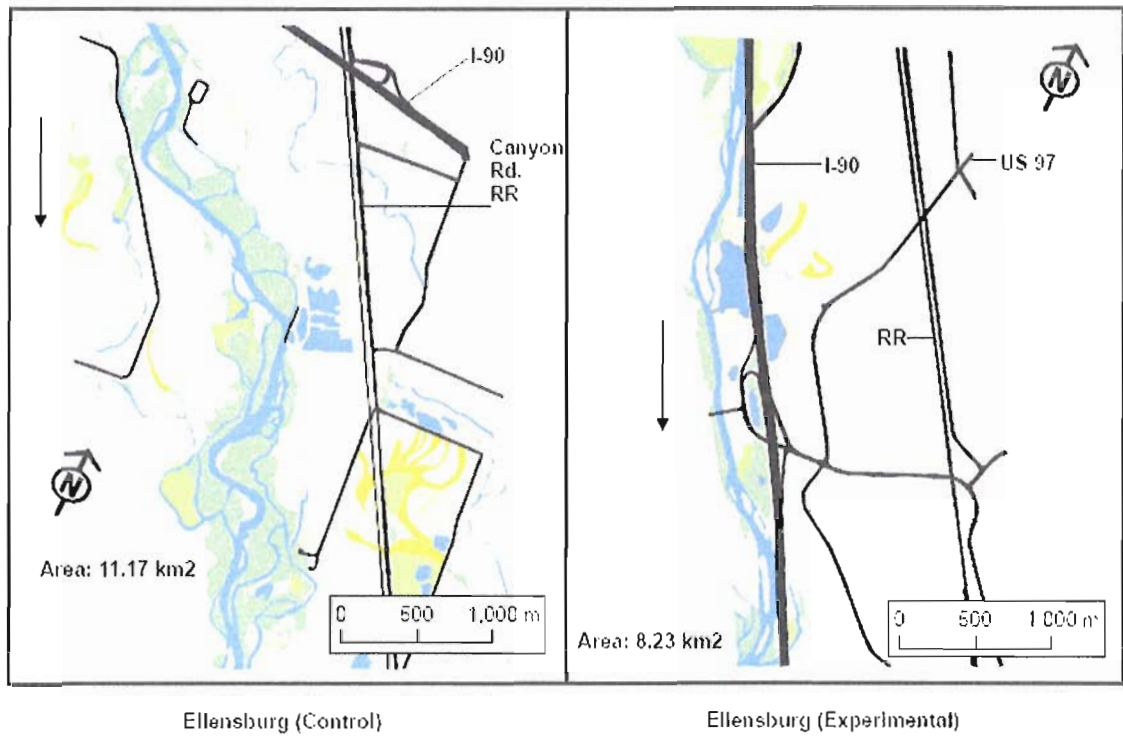 I-90
Canyon
Rd.
RR
N
Area: 11.17 km2
0 500 1,000 m
Ellensburg (Control)
N
I-90
US 97
RR
Area: 8.23 km2
0 500 1 000 m
Ellensburg (Experimental)